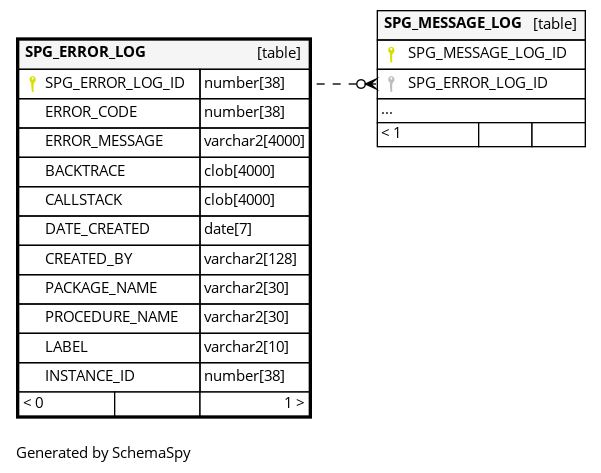 SPG_ERROR_LOG [table]
SPG_ERROR_LOG_ID number[38]
ERROR_CODE number[38]
ERROR_MESSAGE varchar2[4000]
BACKTRACE clob[4000]
CALLSTACK clob[4000]
DATE_CREATED date[7]
CREATED_BY varchar2[128]
PACKAGE_NAME varchar2[30]
PROCEDURE_NAME varchar2[30]
LABEL varchar2[10]
INSTANCE_ID number[38]
< 0 1 >
SPG_MESSAGE_LOG [table]
SPG_MESSAGE_LOG_ID
SPG_ERROR_LOG_ID
...
< 1
Generated by SchemaSpy